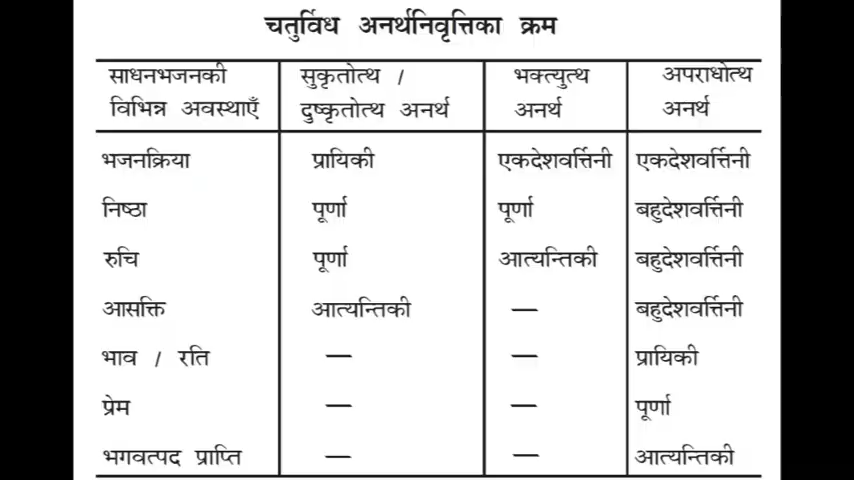 चतुर्विध अनर्थनिवृत्तिका क्रम
साधनभजनकी सुकृतोत्थ / भक्त्युत्थ अपराधोत्थ
विभिन्न अवस्थाएँ दुष्कृतोत्थ अनर्थ अनर्थ अनर्थ
भजनक्रिया प्रायिकी एकदेशवर्त्तिनी एकदेशवर्त्तिनी
निष्ठा पूर्णा पूर्णा बहुदेशवर्त्तिनी
रुचि पूर्णा आत्यन्तिकी बहुदेशवर्त्तिनी
आसक्ति आत्यन्तिकी — बहुदेशवर्त्तिनी
भाव / रति — — प्रायिकी
प्रेम — — पूर्णा
भगवत्पद प्राप्ति — — आत्यन्तिकी